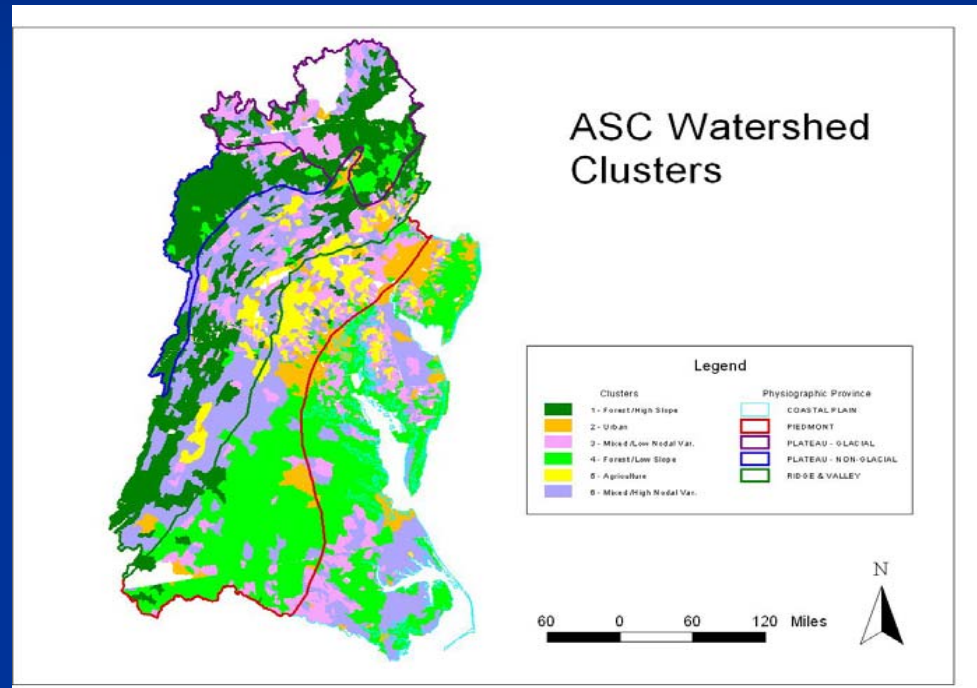 ASC Watershed
Clusters
Legend
Clusters
1 - Forest/High Slope
2 - Urban
3 - Mixed/Low Nodal Var.
4 - Forest/Low Slope
5 - Agriculture
6 - Mixed/High Nodal Var.
Physiographic Province
COASTAL PLAIN
PIEDMONT
PLATEAU - GLACIAL
PLATEAU - NON-GLACIAL
RIDGE & VALLEY
N
60 0 60 120 Miles